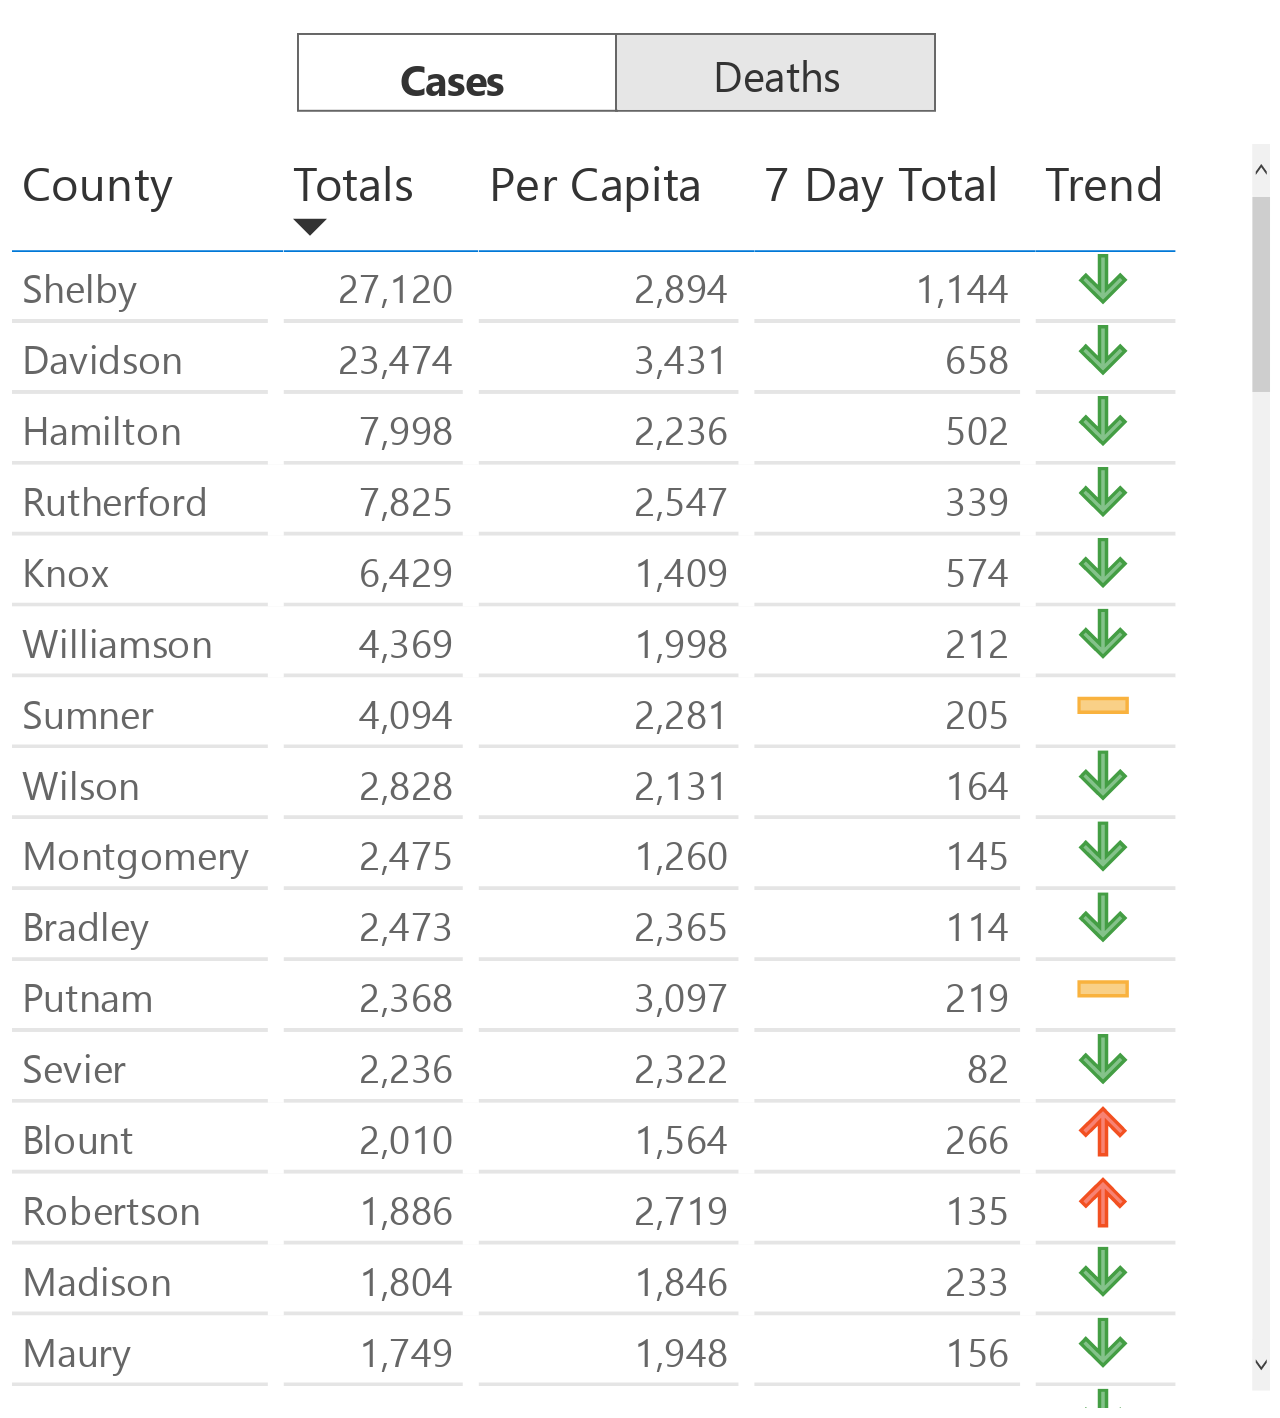 Cases Deaths
County Totals Per Capita 7 Day Total Trend
Shelby 27,120 2,894 1,144
Davidson 23,474 3,431 658
Hamilton 7,998 2,236 502
Rutherford 7,825 2,547 339
Knox 6,429 1,409 574
Williamson 4,369 1,998 212
Sumner 4,094 2,281 205
Wilson 2,828 2,131 164
Montgomery 2,475 1,260 145
Bradley 2,473 2,365 114
Putnam 2,368 3,097 219
Sevier 2,236 2,322 82
Blount 2,010 1,564 266
Robertson 1,886 2,719 135
Madison 1,804 1,846 233
Maury 1,749 1,948 156